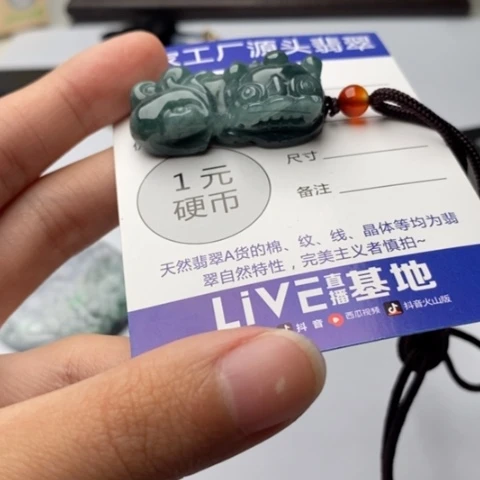 家工厂源头翡翠
尺寸
1元
硬币
备注
天然翡翠A货的棉、纹、线、晶体等均为翡
翠自然特性，完美主义者慎拍~
LiVE直播基地
抖音 西瓜视频 抖音火山版